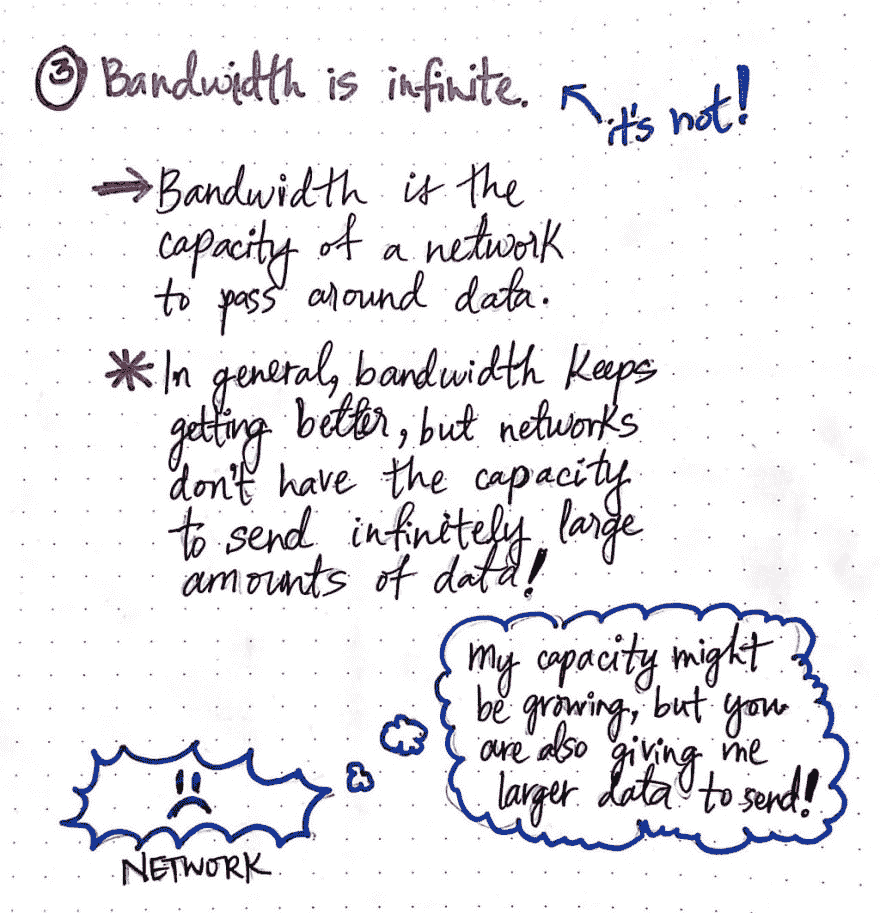 3 Bandwidth is infinite.
it's not!
Bandwidth is the
capacity of a network
to pass around data.
* In general, bandwidth keeps
getting better, but networks
don't have the capacity
to send infinitely large
amounts of data!
My capacity might
be growing, but you
are also giving me
larger data to send!
NETWORK